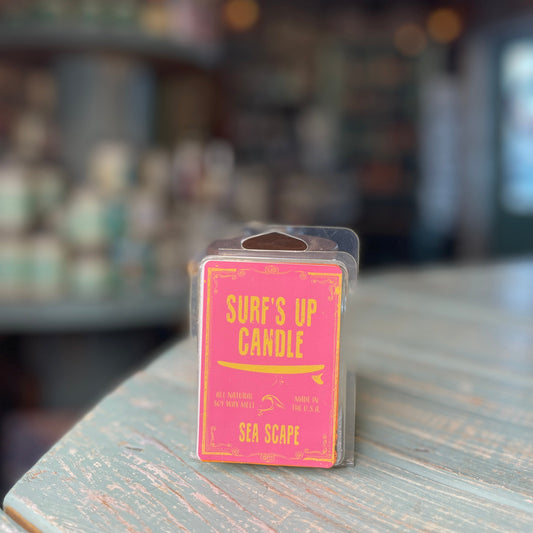 SURF'S UP
CANDLE
ALL NATURAL
SOY WAX MELT
MADE IN
THE U.S.A.
SEA SCAPE